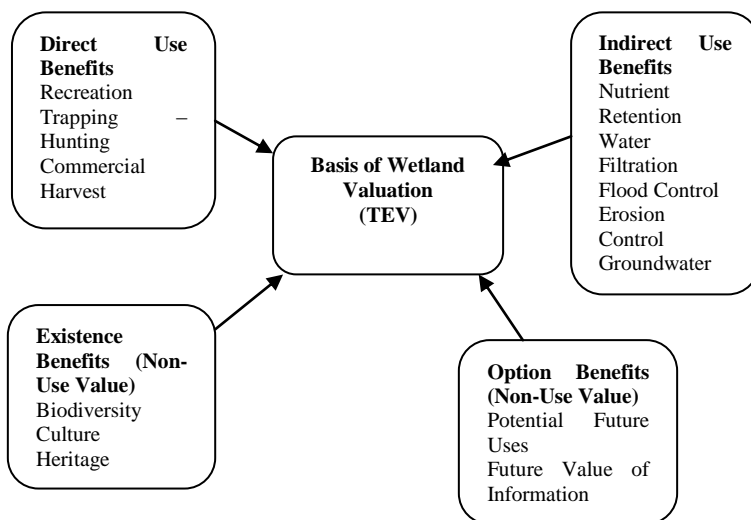 Direct Use
Benefits
Recreation
Trapping –
Hunting
Commercial
Harvest
Indirect Use
Benefits
Nutrient
Retention
Water
Filtration
Flood Control
Erosion
Control
Groundwater
Basis of Wetland
Valuation
(TEV)
Existence
Benefits (Non-
Use Value)
Biodiversity
Culture
Heritage
Option Benefits
(Non-Use Value)
Potential Future
Uses
Future Value of
Information